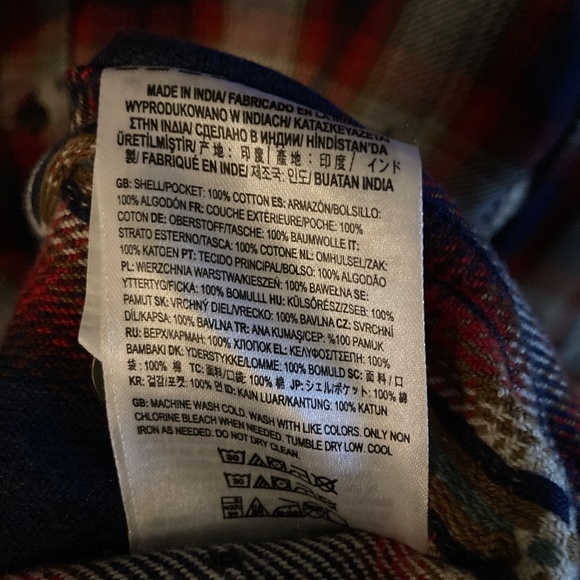 MADE IN INDIA/ FABRICADO EN LA
WYPRODUKOWANO W INDIACH/ ΚΑΤΑΣΚΕΥΑΖΕΤΑΙ
ΣΤΗΝ ΙΝΔΙΑ/ СДЕЛАНО В ИНДИИ/ HİNDİSTAN'DA
ÜRETİLMİŞTİR/ 产 地 : 印度/ 產 地 : 印度/ インド
製/ FABRIQUÉ EN INDE/ 제조국: 인도/ BUATAN INDIA
GB: SHELL/POCKET: 100% COTTON ES: ARMAZÓN/BOLSILLO:
100% ALGODÓN FR: COUCHE EXTÉRIEURE/POCHE: 100%
COTON DE: OBERSTOFF/TASCHE: 100% BAUMWOLLE IT:
STRATO ESTERNO/TASCA: 100% COTONE NL: OMHULSEL/ZAK:
100% KATOEN PT: TECIDO PRINCIPAL/BOLSO: 100% ALGODÃO
PL: WIERZCHNIA WARSTWA/KIESZEŃ: 100% BAWEŁNA SE:
YTTERTYG/FICKA: 100% BOMULLL HU: KÜLSŐRÉSZ/ZSEB: 100%
PAMUT SK: VRCHNÝ DIEL/VRECKO: 100% BAVLNA CZ: SVRCHNÍ
DÍL/KAPSA: 100% BAVLNA TR: ANA KUMAŞ/CEP: %100 PAMUK
RU: ВЕРХ/КАРМАН: 100% ХЛОПОК EL: ΚΕΛΥΦΟΣ/ΤΣΕΠΗ: 100%
ΒΑΜΒΑΚΙ DK: YDERSTYKKE/LOMME: 100% BOMULD SC: 面 料 / 口
袋 : 100% 棉 TC: 面 料 / 口 袋 : 100% 棉 JP: シェル/ポケット: 100% 綿
KR: 겉감/포켓: 100% 면 ID: KAIN LUAR/KANTUNG: 100% KATUN
GB: MACHINE WASH COLD. WASH WITH LIKE COLORS. ONLY NON
CHLORINE BLEACH WHEN NEEDED. TUMBLE DRY LOW. COOL
IRON AS NEEDED. DO NOT DRY CLEAN.
30
30